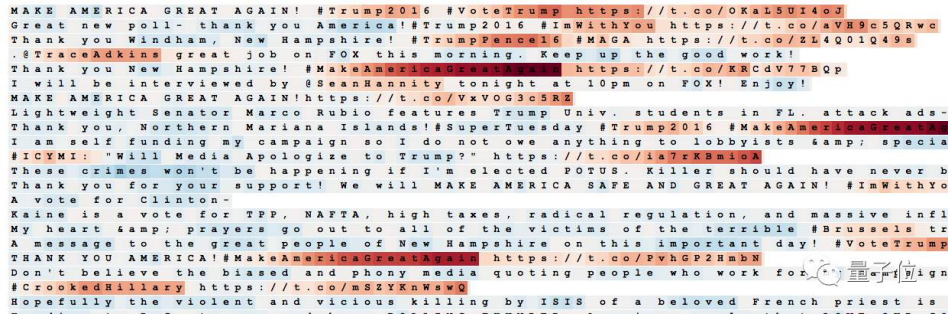 MAKE AMERICA GREAT AGAIN! #Trump2016 #VoteTrump https://t.co/OKaL5UI4oJ
Great new poll- thank you America!#Trump2016 #ImWithYou https://t.co/aVH9c5QRwc
Thank you Windham, New Hampshire! #TrumpPence16 #MAGA https://t.co/ZL4Q01Q49s
.@TraceAdkins great job on FOX this morning. Keep up the good work!
Thank you New Hampshire! #MakeAmericaGreatAgain https://t.co/KRCdV77BQp
I will be interviewed by @SeanHannity tonight at 10pm on FOX! Enjoy!
MAKE AMERICA GREAT AGAIN!https://t.co/VxVOG3c5RZ
Lightweight Senator Marco Rubio features Trump Univ. students in FL. attack ads-
Thank you, Northern Mariana Islands!#SuperTuesday #Trump2016 #MakeAmericaGreatAg
I am self funding my campaign so I do not owe anything to lobbyists &amp; specia
#ICYMI: "Will Media Apologize to Trump?" https://t.co/ia7rKBmioA
These crimes won't be happening if I'm elected POTUS. Killer should have never b
Thank you for your support! We will MAKE AMERICA SAFE AND GREAT AGAIN! #ImWithYo
A vote for Clinton-
Kaine is a vote for TPP, NAFTA, high taxes, radical regulation, and massive infl
My heart &amp; prayers go out to all of the victims of the terrible #Brussels tr
A message to the great people of New Hampshire on this important day! #VoteTrump
THANK YOU AMERICA!#MakeAmericaGreatAgain https://t.co/PvhGP2HmbN
Don't believe the biased and phony media quoting people who work for
量子位
#CrookedHillary https://t.co/mSZYKnWswQ
Hopefully the violent and vicious killing by ISIS of a beloved French priest is